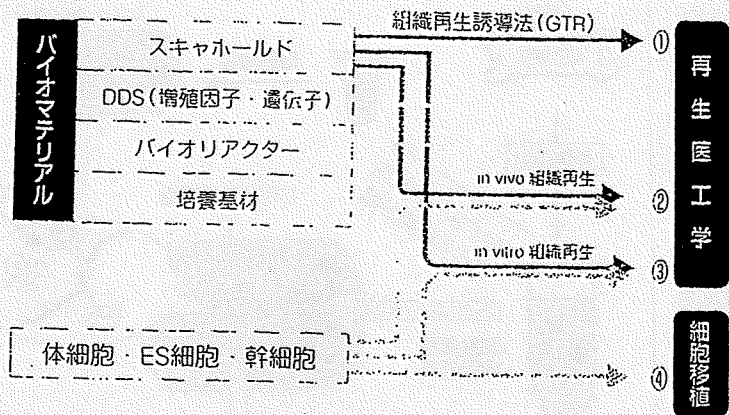 バイオマテリアル
スキャホールド
DDS(増殖因子・遺伝子)
バイオリアクター
培養基材
体細胞・ES細胞・幹細胞
組織再生誘導法(GTR)
①
in vivo 組織再生
②
in vitro 組織再生
③
④
再生医工学
細胞移植